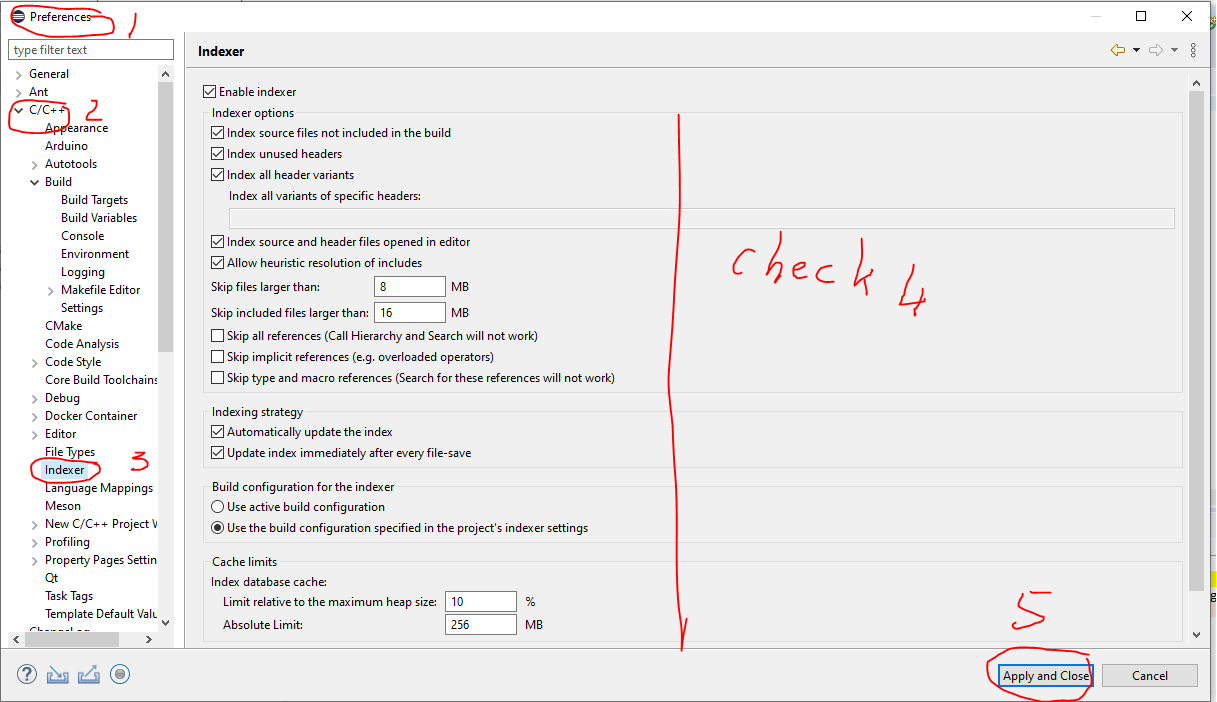 Preferences 1
type filter text
General
Ant
C/C++ 2
Appearance
Arduino
Autotools
Build
Build Targets
Build Variables
Console
Environment
Logging
Makefile Editor
Settings
CMake
Code Analysis
Code Style
Core Build Toolchains
Debug
Docker Container
Editor
File Types
Indexer 3
Language Mappings
Meson
New C/C++ Project W
Profiling
Property Pages Settin
Qt
Task Tags
Template Default Valu
ChangeLog
Indexer
Enable indexer
Indexer options
Index source files not included in the build
Index unused headers
Index all header variants
Index all variants of specific headers:
Index source and header files opened in editor
Allow heuristic resolution of includes
Skip files larger than: 8 MB
Skip included files larger than: 16 MB
Skip all references (Call Hierarchy and Search will not work)
Skip implicit references (e.g. overloaded operators)
Skip type and macro references (Search for these references will not work)
check 4
Indexing strategy
Automatically update the index
Update index immediately after every file-save
Build configuration for the indexer
Use active build configuration
Use the build configuration specified in the project's indexer settings
Cache limits
Index database cache:
Limit relative to the maximum heap size: 10 %
Absolute Limit: 256 MB
5
Apply and Close Cancel